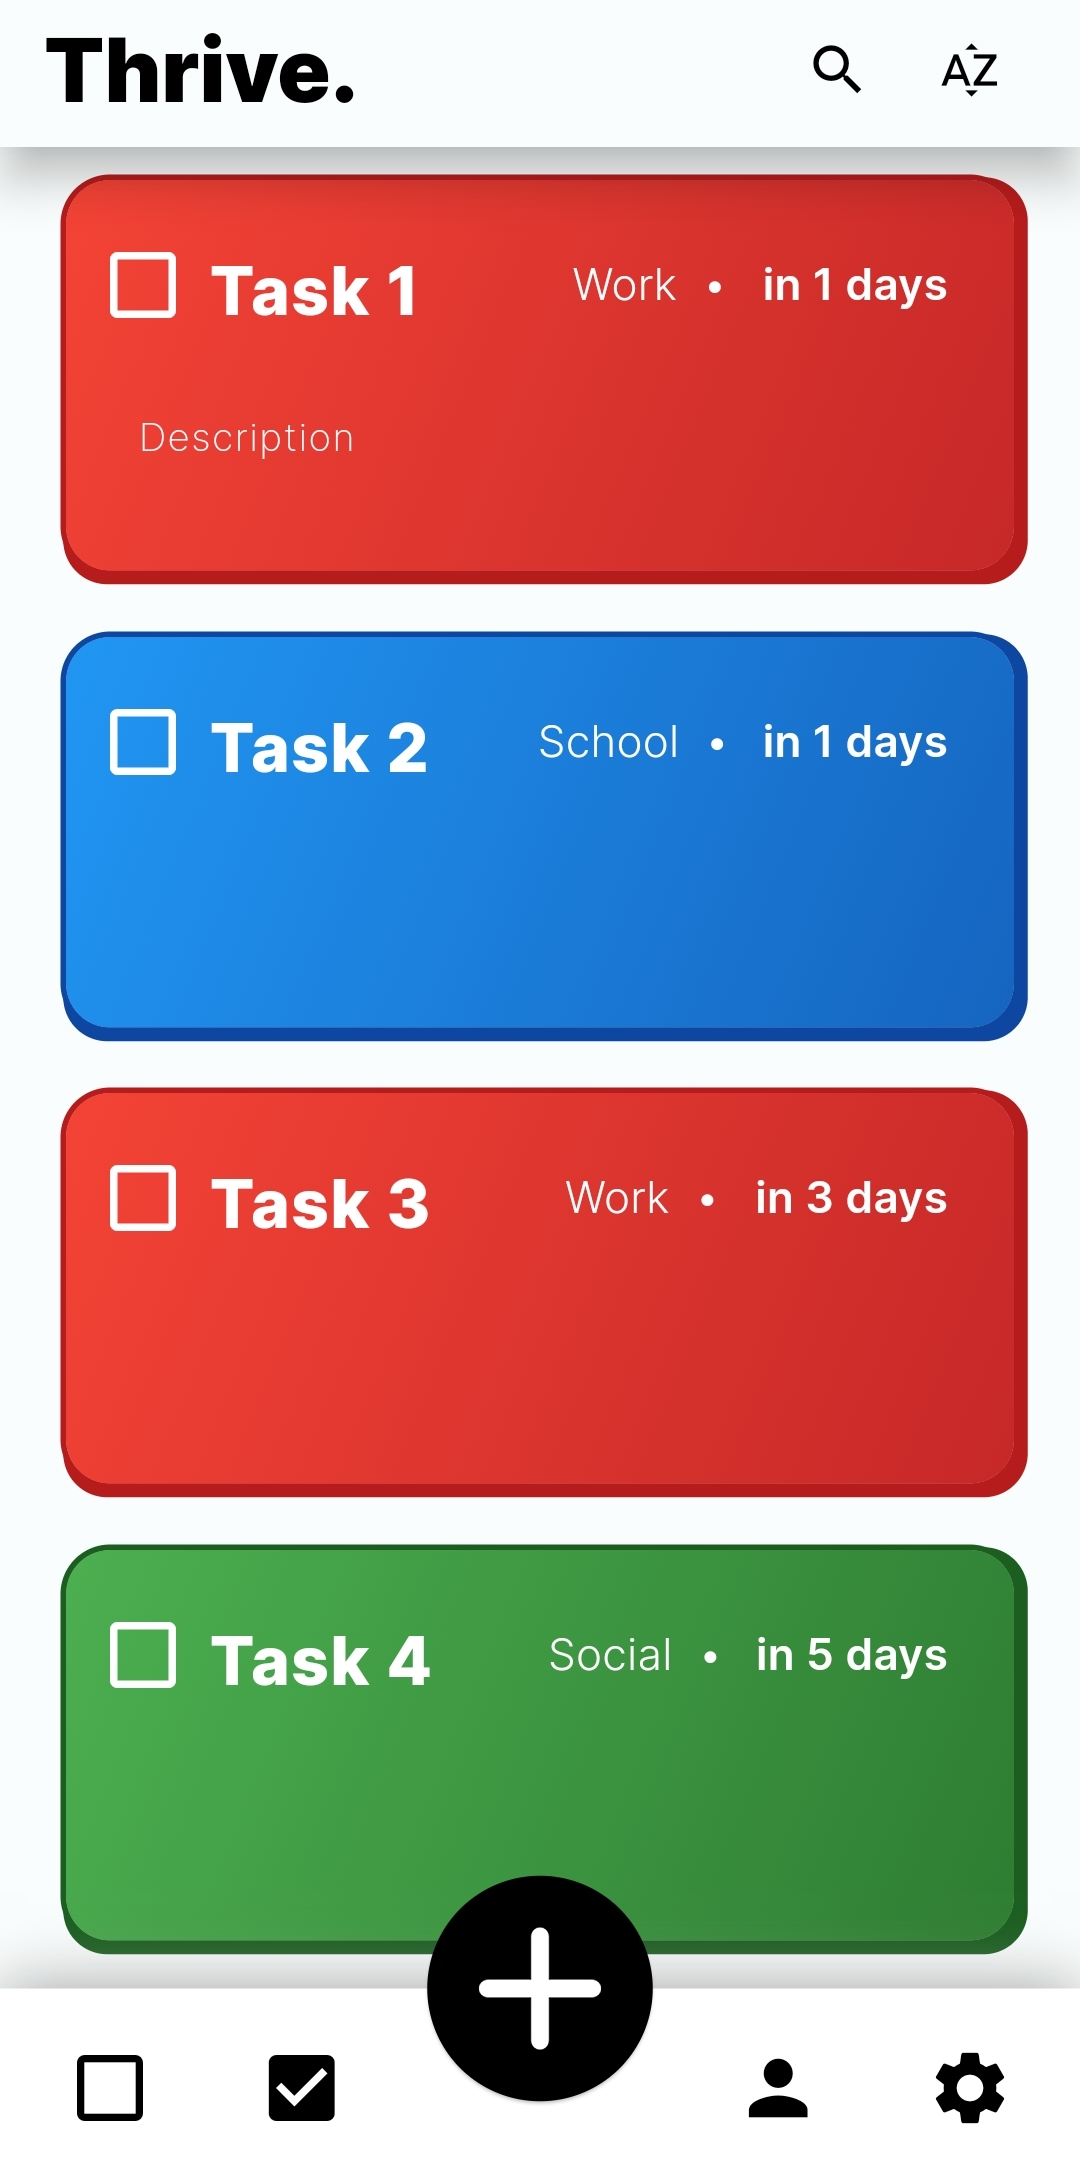 Thrive.
AZ
Task 1 Work • in 1 days
Description
Task 2 School • in 1 days
Task 3 Work • in 3 days
Task 4 Social • in 5 days